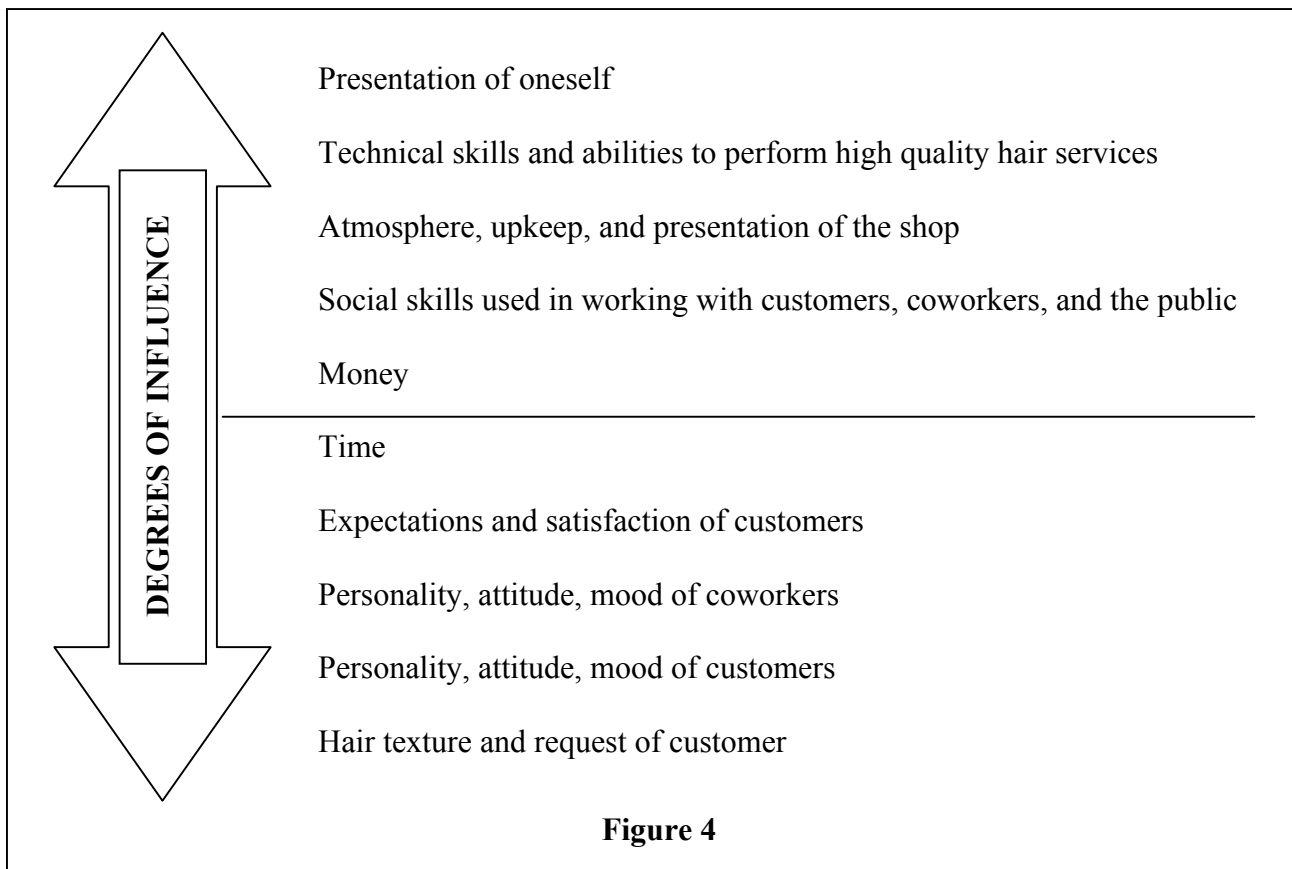 DEGREES OF INFLUENCE
Presentation of oneself
Technical skills and abilities to perform high quality hair services
Atmosphere, upkeep, and presentation of the shop
Social skills used in working with customers, coworkers, and the public
Money
Time
Expectations and satisfaction of customers
Personality, attitude, mood of coworkers
Personality, attitude, mood of customers
Hair texture and request of customer
Figure 4